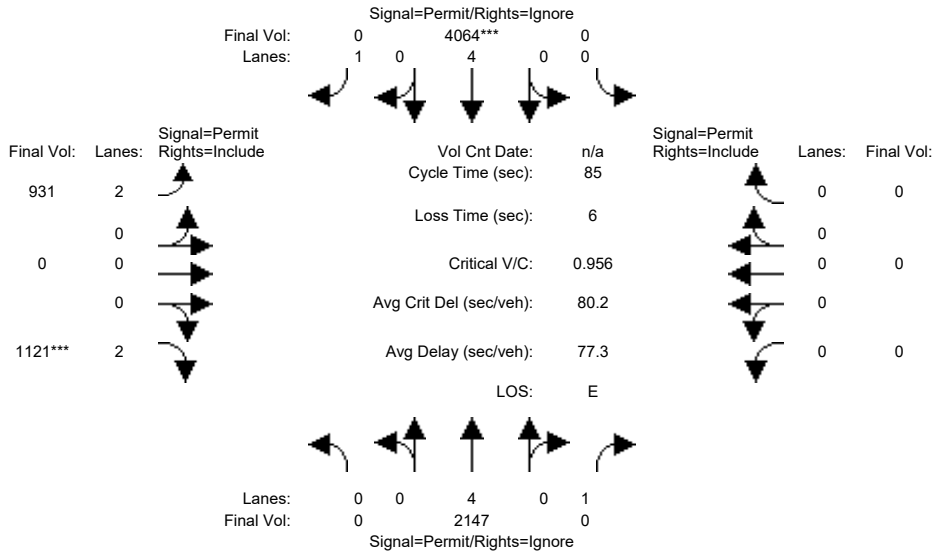 Signal=Permit/Rights=Ignore
Final Vol: 0 4064*** 0
Lanes: 1 0 4 0 0
Signal=Permit
Final Vol: Lanes: Rights=Include
Vol Cnt Date: n/a
Signal=Permit
Rights=Include Lanes: Final Vol:
Cycle Time (sec): 85
931 2
0 0
Loss Time (sec): 6
0
0
0 0
Critical V/C: 0.956
0 0
0
Avg Crit Del (sec/veh): 80.2
0
1121*** 2
Avg Delay (sec/veh): 77.3
0 0
LOS: E
Lanes: 0 0 4 0 1
Final Vol: 0 2147 0
Signal=Permit/Rights=Ignore